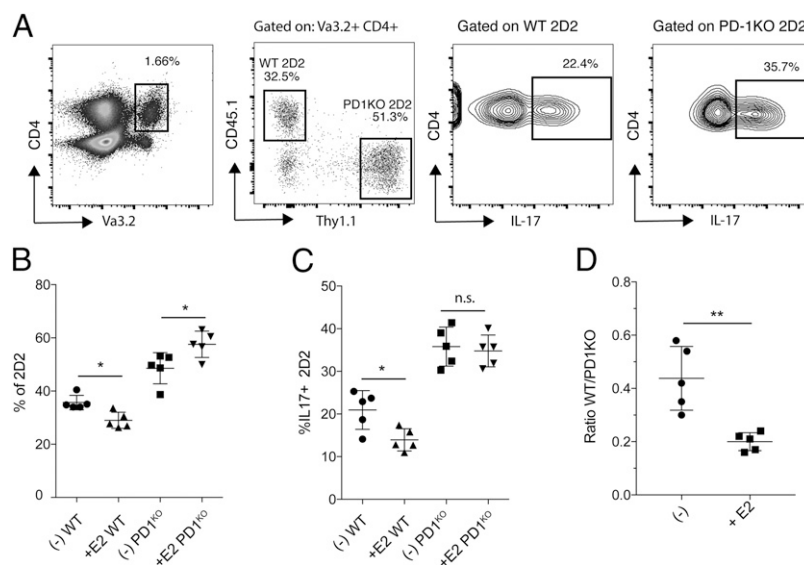 A
Gated on: Va3.2+ CD4+
Gated on WT 2D2
Gated on PD-1KO 2D2
1.66%
CD4
Va3.2
WT 2D2
32.5%
PD1KO 2D2
51.3%
CD45.1
Thy1.1
22.4%
CD4
IL-17
35.7%
CD4
IL-17
B
% of 2D2
80
60
40
20
0
*
*
(-) WT
+E2 WT
(-) PD1KO
+E2 PD1KO
C
%IL17+ 2D2
50
40
30
20
10
0
*
n.s.
(-) WT
+E2 WT
(-) PD1KO
+E2 PD1KO
D
Ratio WT/PD1KO
0.8
0.6
0.4
0.2
0.0
**
(-)
+ E2